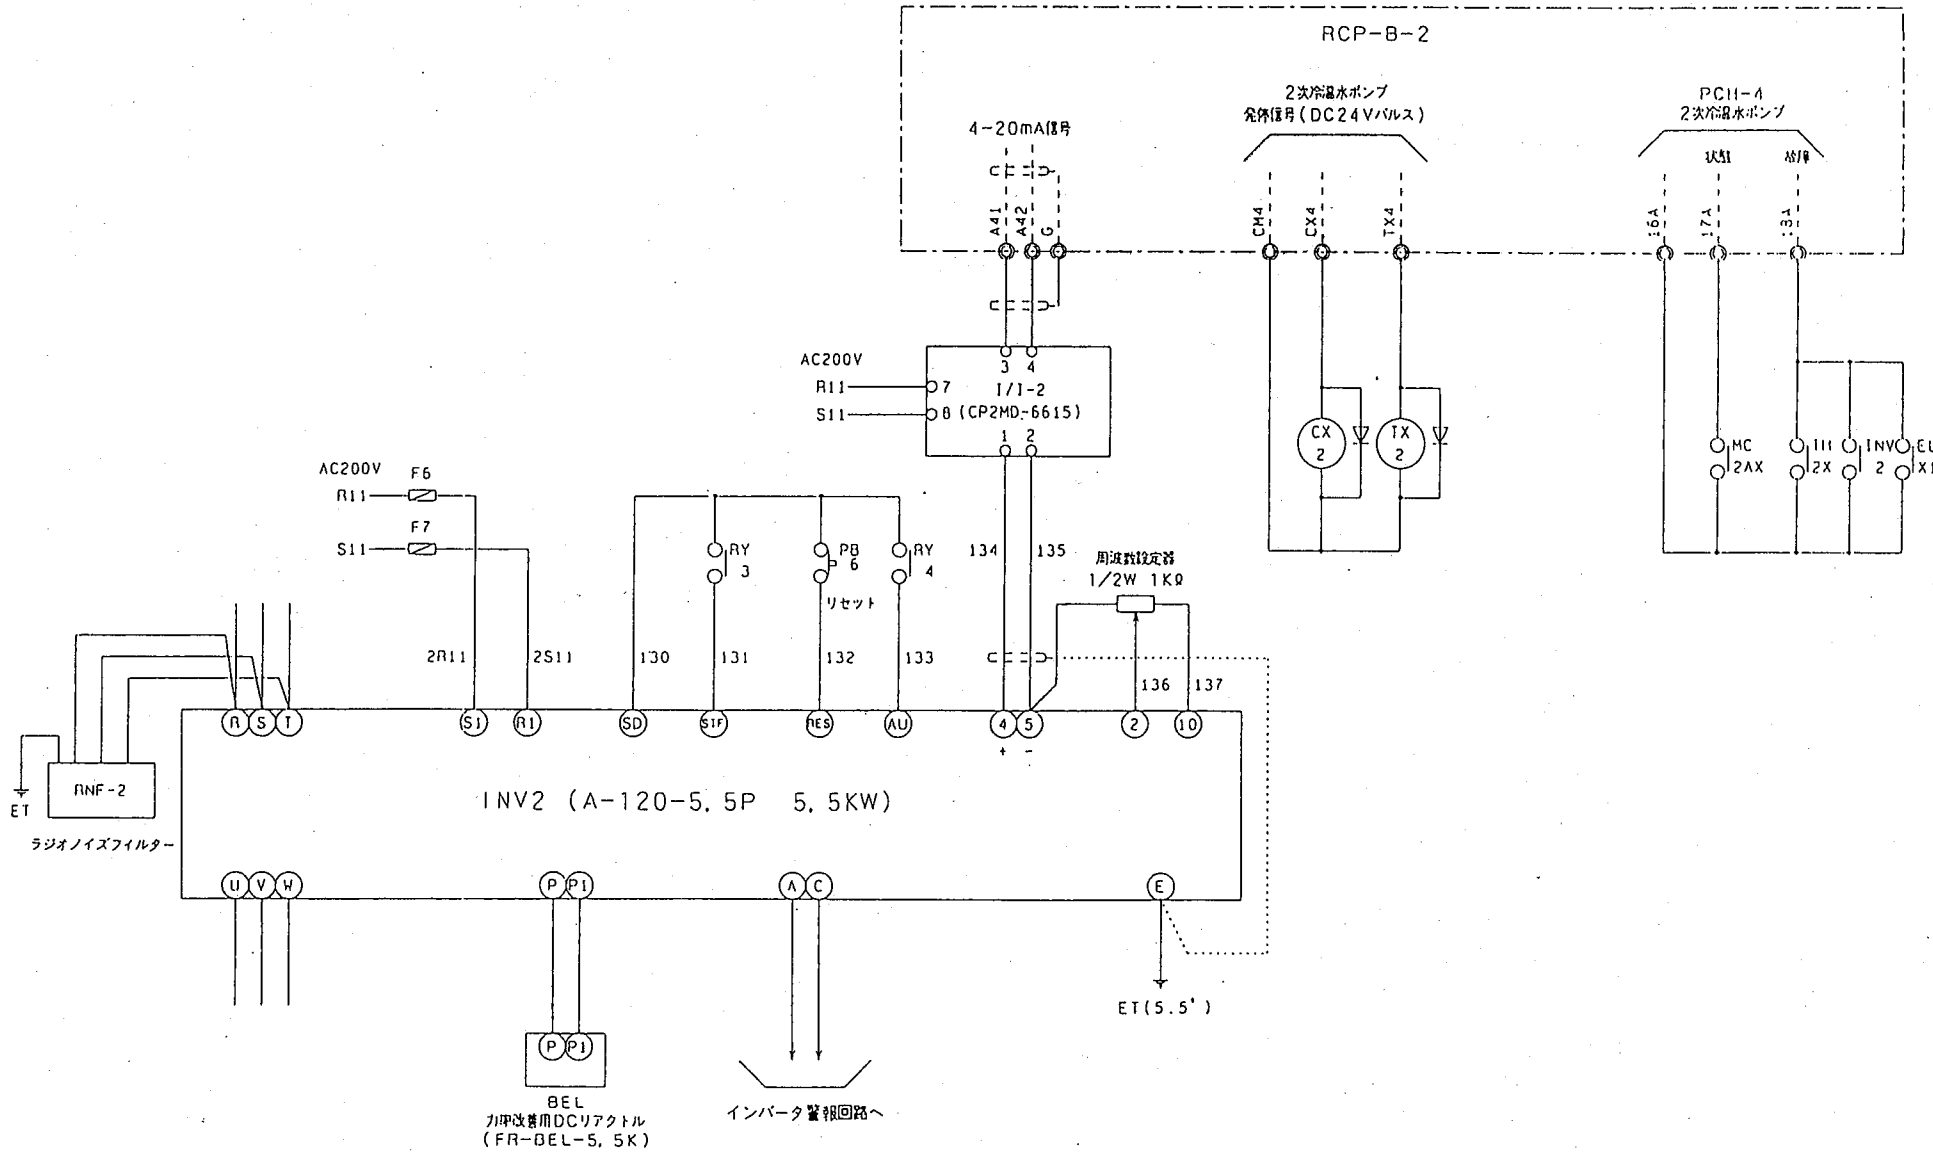 RCP-B-2
2次冷温水ポンプ
発停信号(DC24Vパルス)
PCH-4
2次冷温水ポンプ
4-20mA信号
状態
故障
A41
A42
G
CM4
CX4
TX4
16A
17A
AC200V
R11
S11
3 4
7
I/I-2
8 (CP2MD-6615)
1 2
CX
2
TX
2
MC
2AX
2X
INV
2
AC200V
F6
R11
F7
S11
RY
3
PB
6
リセット
RY
4
134
135
周波数設定器
1/2W 1KΩ
2R11
2S11
130
131
132
133
136
137
R S T
S1
R1
SD
STF
RES
AU
4
5
2
10
+ -
ET
RNF-2
ラジオノイズフィルター
INV2 (A-120-5.5P 5.5KW)
U V W
P P1
A C
E
ET(5.5°)
P P1
BEL
力率改善用DCリアクトル
(FR-BEL-5.5K)
インバータ警報回路へ